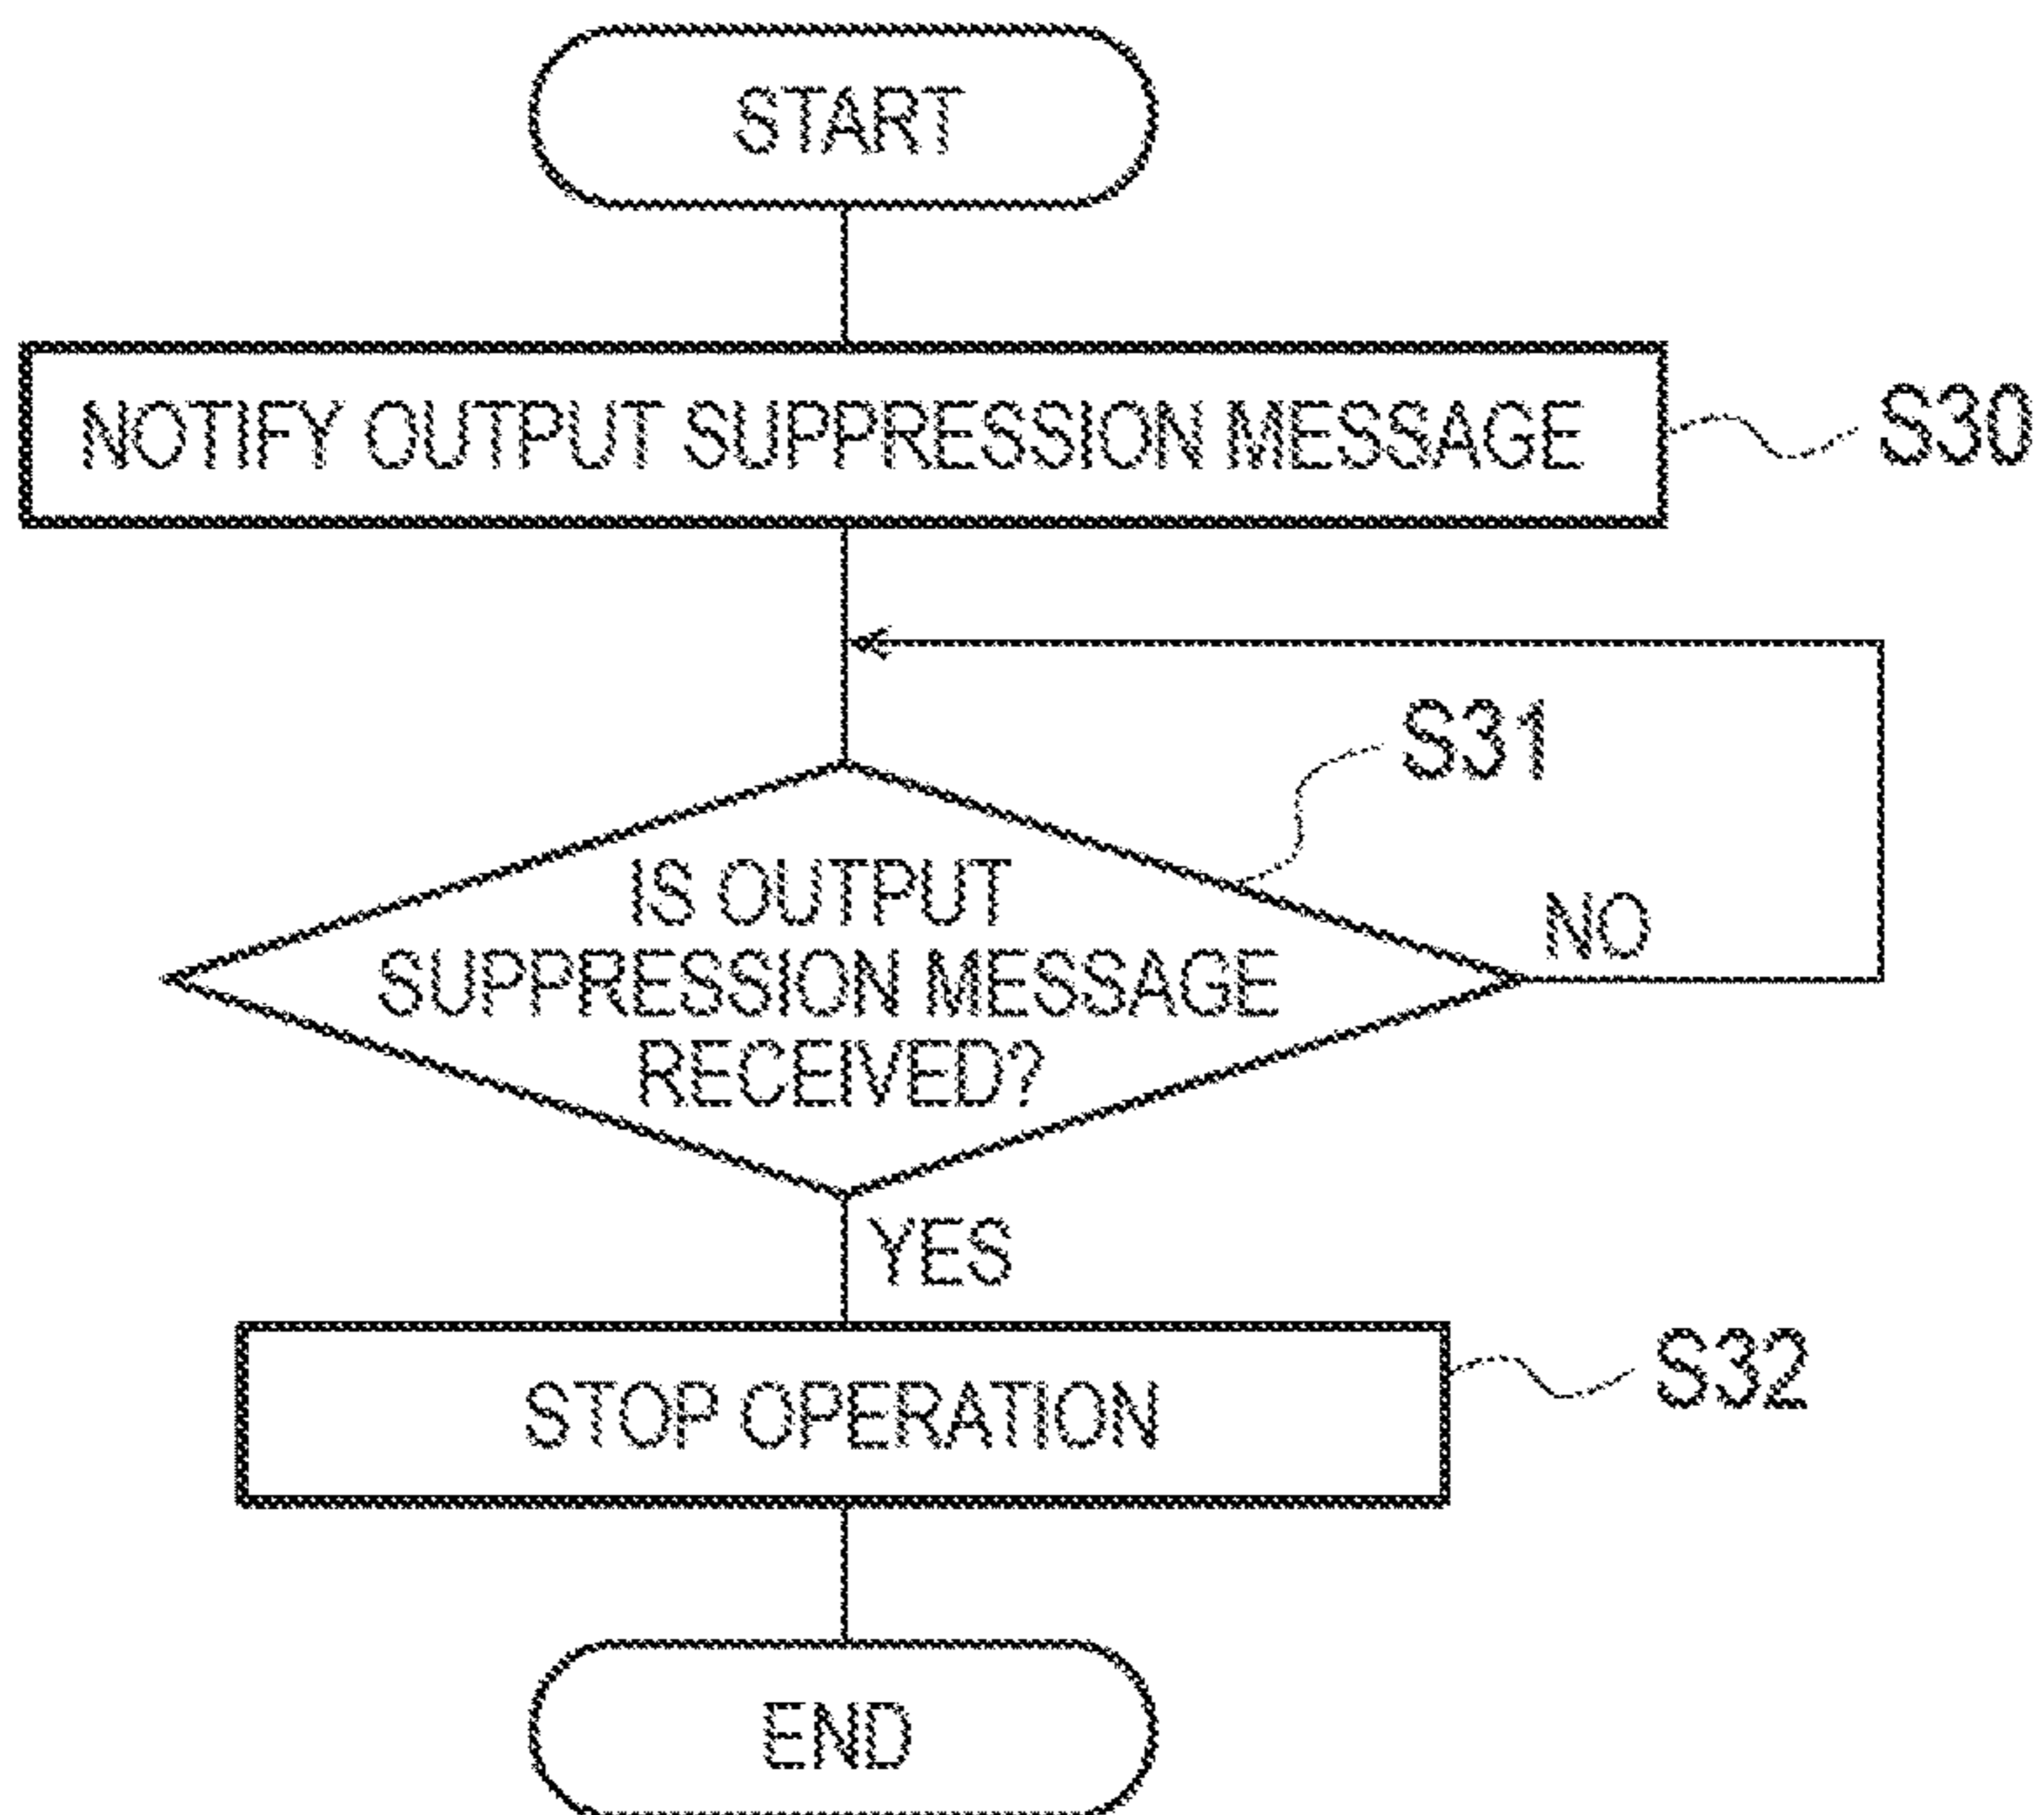 START
NOTIFY OUTPUT SUPPRESSION MESSAGE
S30
S31
IS OUTPUT
SUPPRESSION MESSAGE
RECEIVED?
NO
YES
STOP OPERATION
S32
END